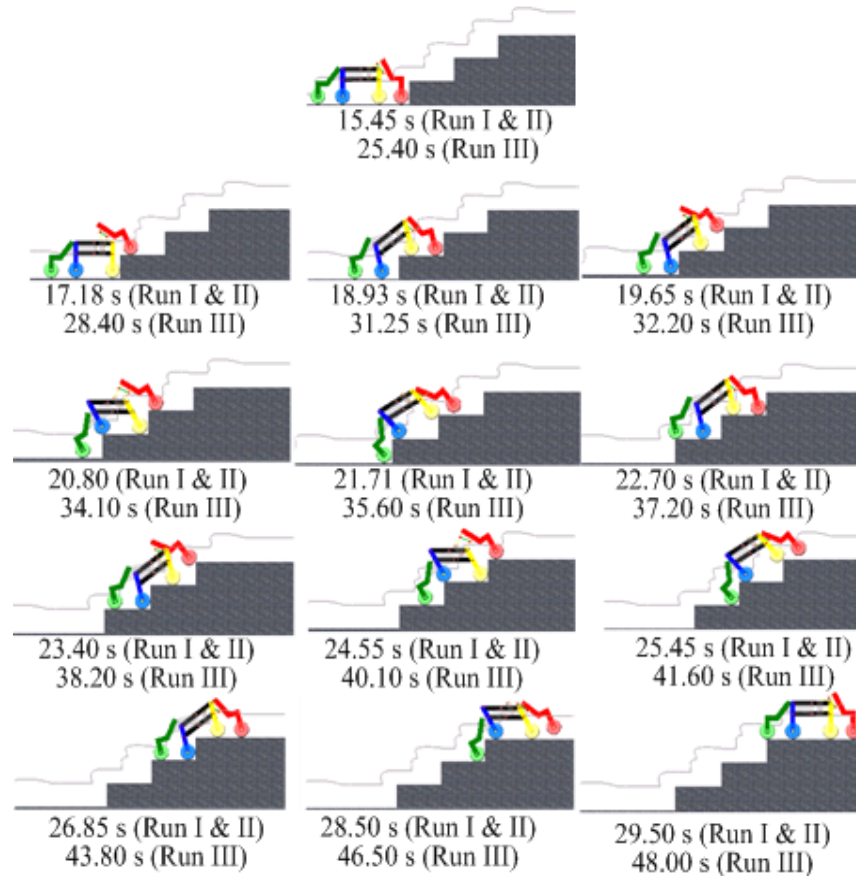 15.45 s (Run I & II)
25.40 s (Run III)
17.18 s (Run I & II)
28.40 s (Run III)
18.93 s (Run I & II)
31.25 s (Run III)
19.65 s (Run I & II)
32.20 s (Run III)
20.80 (Run I & II)
34.10 s (Run III)
21.71 (Run I & II)
35.60 s (Run III)
22.70 s (Run I & II)
37.20 s (Run III)
23.40 s (Run I & II)
38.20 s (Run III)
24.55 s (Run I & II)
40.10 s (Run III)
25.45 s (Run I & II)
41.60 s (Run III)
26.85 s (Run I & II)
43.80 s (Run III)
28.50 s (Run I & II)
46.50 s (Run III)
29.50 s (Run I & II)
48.00 s (Run III)